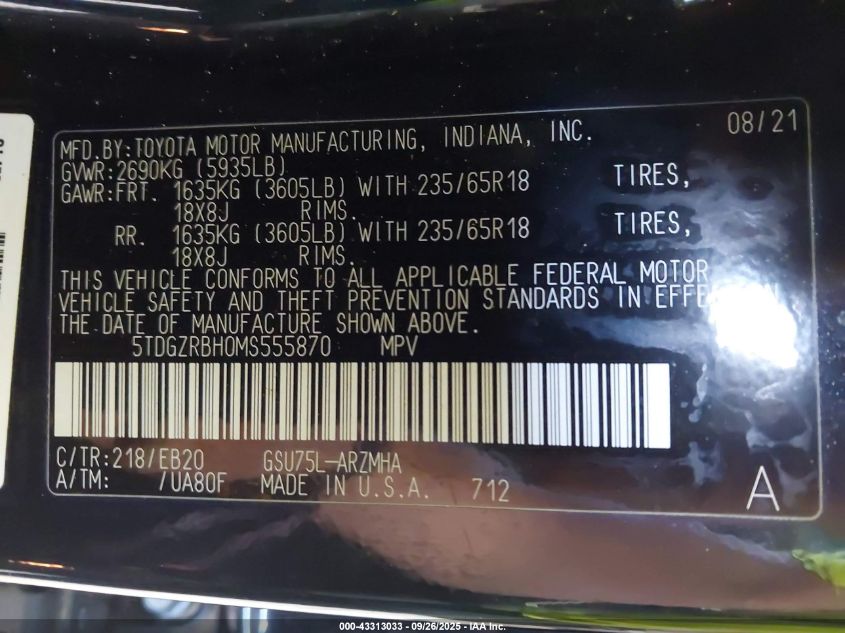 MFD.BY:TOYOTA MOTOR MANUFACTURING, INDIANA, INC. 08/21
GVWR:2690KG (5935LB)
GAWR:FRT. 1635KG (3605LB) WITH 235/65R18 TIRES,
18X8J RIMS.
RR. 1635KG (3605LB) WITH 235/65R18 TIRES,
18X8J RIMS.
THIS VEHICLE CONFORMS TO ALL APPLICABLE FEDERAL MOTOR
VEHICLE SAFETY AND THEFT PREVENTION STANDARDS IN EFFECT ON
THE DATE OF MANUFACTURE SHOWN ABOVE.
5TDGZRBH0MS555870 MPV
C/TR:218/EB20 GSU75L-ARZMHA
A/TM: /UA80F MADE IN U.S.A. 712
A
000-43313033 - 09/26/2025 - IAA Inc.